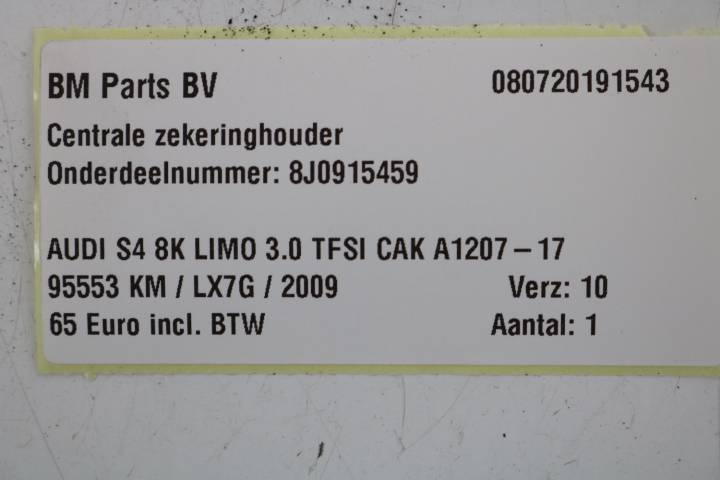 BM Parts BV 080720191543
Centrale zekeringhouder
Onderdeelnummer: 8J0915459
AUDI S4 8K LIMO 3.0 TFSI CAK A1207 – 17
95553 KM / LX7G / 2009 Verz: 10
65 Euro incl. BTW Aantal: 1